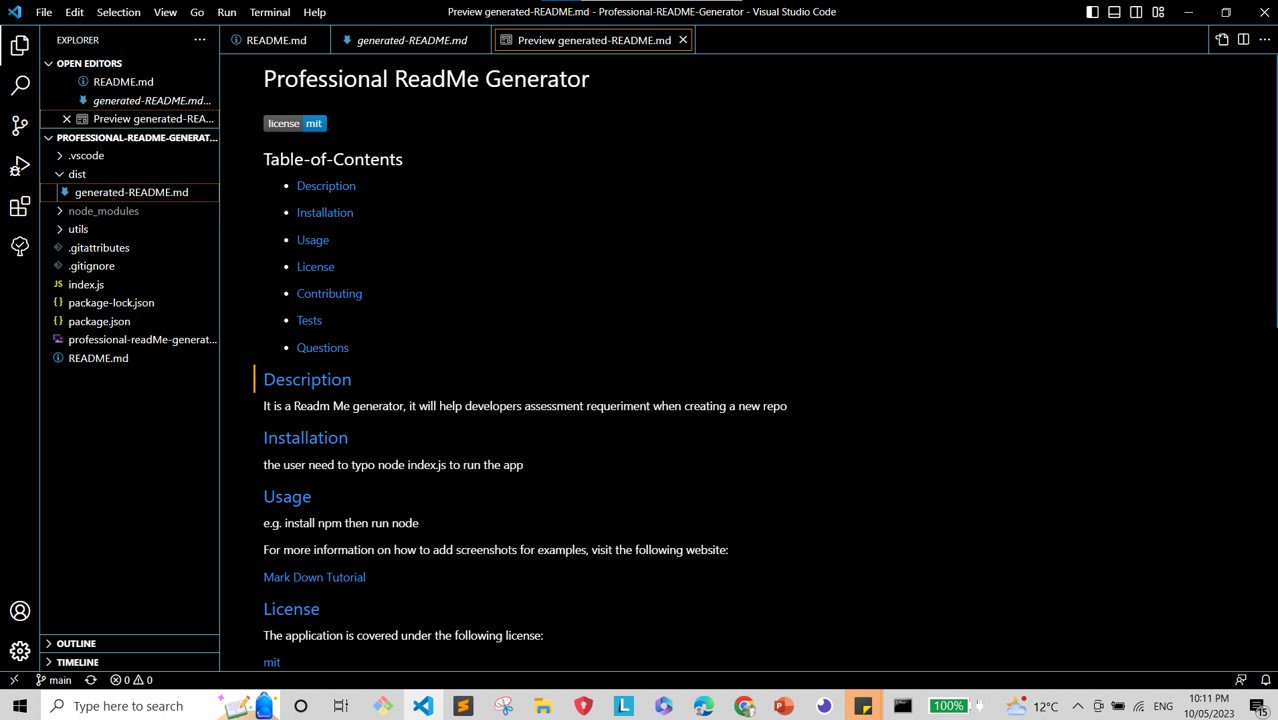 File Edit Selection View Go Run Terminal Help
Preview generated-README.md - Professional-README-Generator - Visual Studio Code
EXPLORER
OPEN EDITORS
README.md
generated-README.md...
Preview generated-REA...
PROFESSIONAL-README-GENERAT...
.vscode
dist
generated-README.md
node_modules
utils
.gitattributes
.gitignore
JS index.js
{} package-lock.json
{} package.json
professional-readMe-generat...
README.md
OUTLINE
TIMELINE
README.md generated-README.md Preview generated-README.md
Professional ReadMe Generator
license mit
Table-of-Contents
• Description
• Installation
• Usage
• License
• Contributing
• Tests
• Questions
Description
It is a Readm Me generator, it will help developers assessment requeriment when creating a new repo
Installation
the user need to typo node index.js to run the app
Usage
e.g. install npm then run node
For more information on how to add screenshots for examples, visit the following website:
Mark Down Tutorial
License
The application is covered under the following license:
mit
main 0 0
Type here to search
L
100%
12°C
ENG
10:11 PM
10/05/2023
15